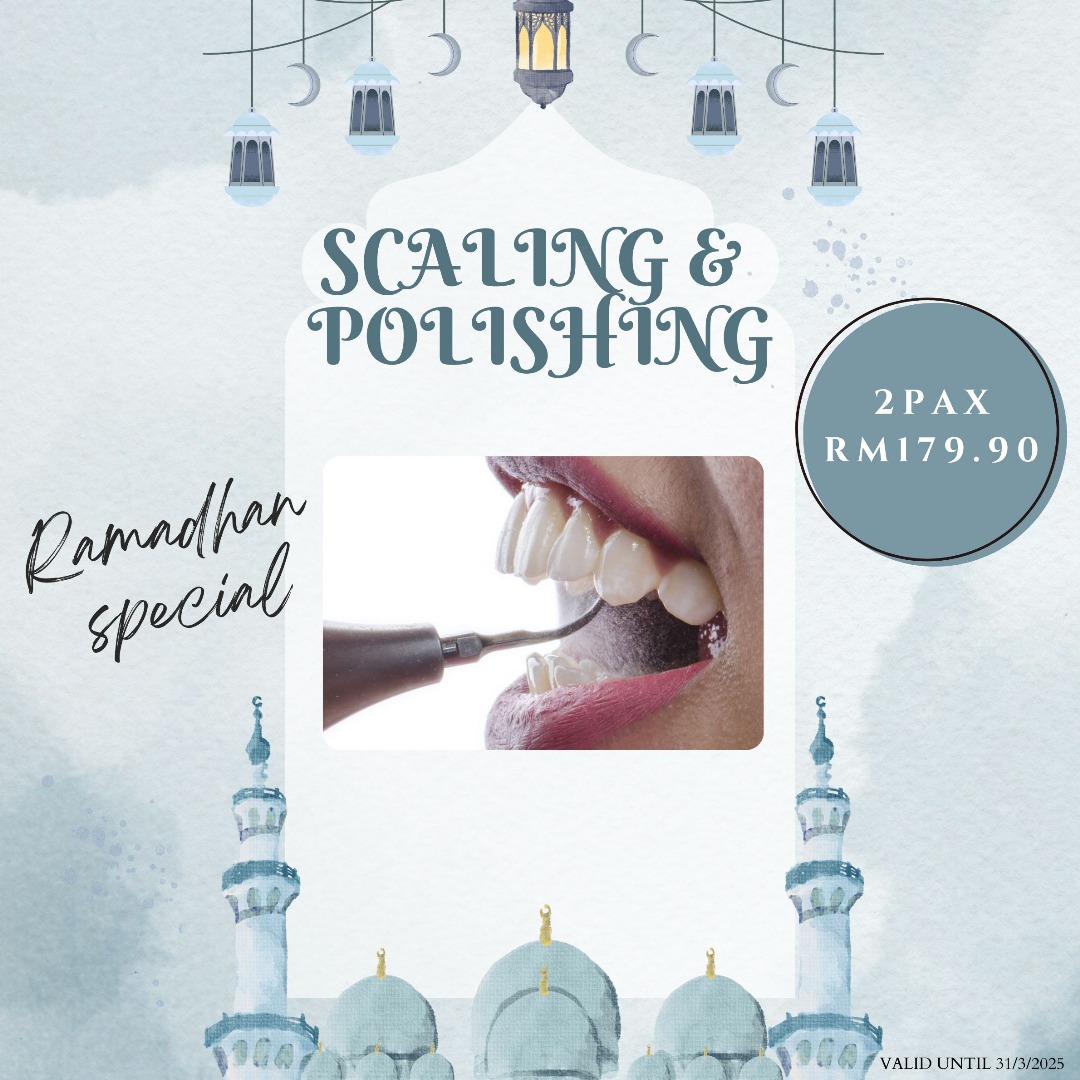 SCALING &
POLISHING
2PAX
RM179.90
Ramadhan
special
VALID UNTIL 31/3/2025